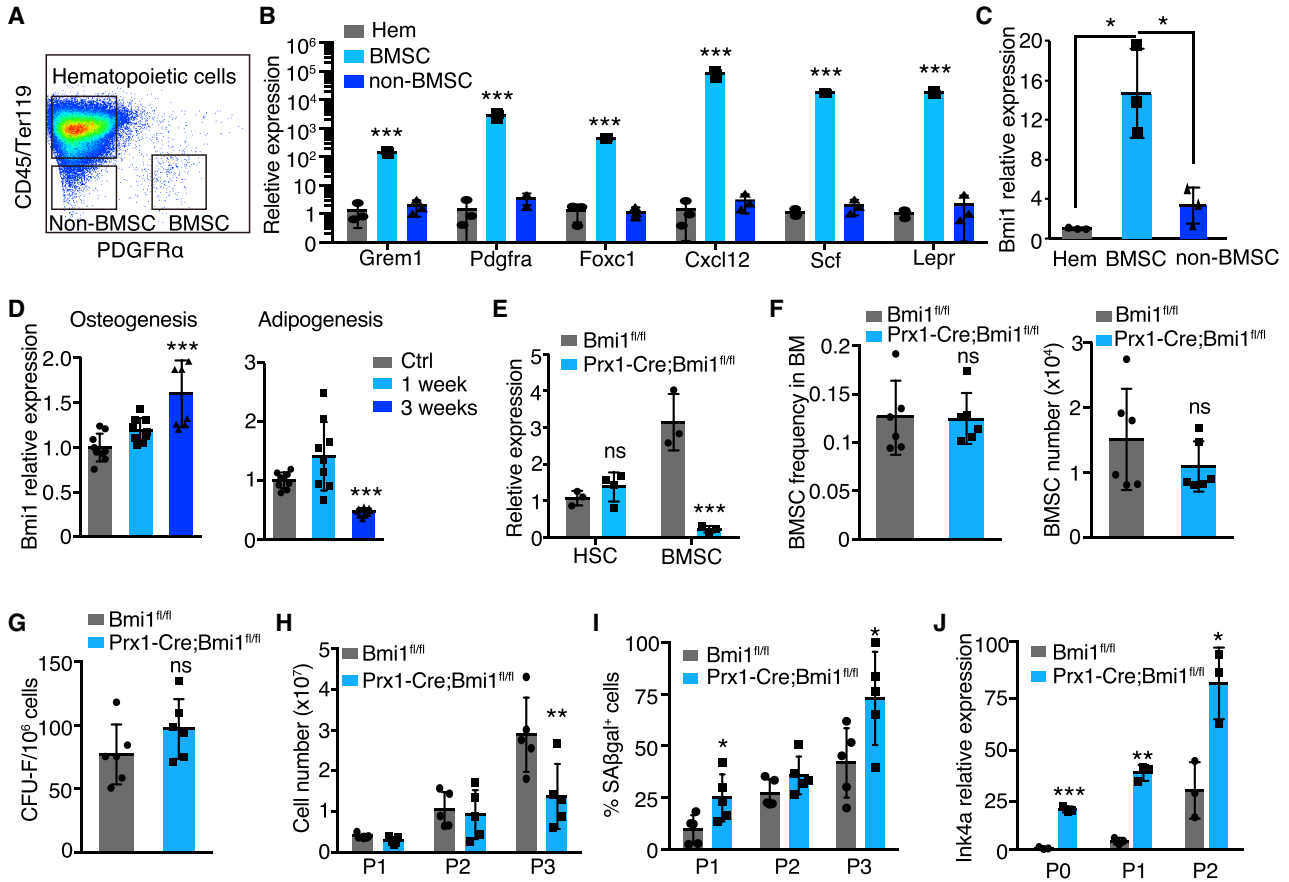 A
Hematopoietic cells
CD45/Ter119
Non-BMSC
BMSC
PDGFRα
B
Hem
BMSC
non-BMSC
Reletive expression
10⁶
10⁵
10⁴
10³
10²
1
0
***
***
***
***
***
***
Grem1
Pdgfra
Foxc1
Cxcl12
Scf
Lepr
C
Bmi1 relative expression
20
16
12
8
4
0
*
*
Hem
BMSC
non-BMSC
D
Osteogenesis
Bmi1 relative expression
2.0
1.5
1.0
0.5
0
***
Adipogenesis
3
2
1
0
***
Ctrl
1 week
3 weeks
E
Bmi1fl/fl
Prx1-Cre;Bmi1fl/fl
Reletive expression
5
4
3
2
1
0
ns
***
HSC
BMSC
F
Bmi1fl/fl
Prx1-Cre;Bmi1fl/fl
BMSC frequency in BM
0.2
0.15
0.1
0.05
0
ns
Bmi1fl/fl
Prx1-Cre;Bmi1fl/fl
BMSC number (x10⁴)
3
2
1
0
ns
G
Bmi1fl/fl
Prx1-Cre;Bmi1fl/fl
CFU-F/10⁶ cells
150
100
50
0
ns
H
Bmi1fl/fl
Prx1-Cre;Bmi1fl/fl
Cell number (x10⁷)
5
4
3
2
1
0
**
P1
P2
P3
I
Bmi1fl/fl
Prx1-Cre;Bmi1fl/fl
% SAβgal⁺ cells
100
75
50
25
0
*
*
P1
P2
P3
J
Bmi1fl/fl
Prx1-Cre;Bmi1fl/fl
Ink4a relative expression
100
75
50
25
0
***
**
*
P0
P1
P2